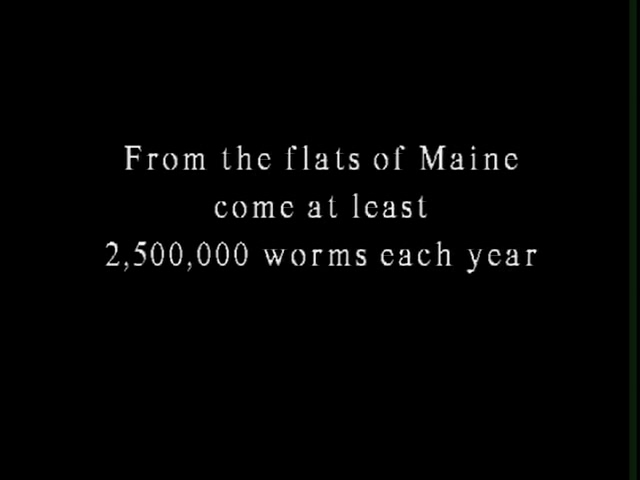 From the flats of Maine
come at least
2,500,000 worms each year